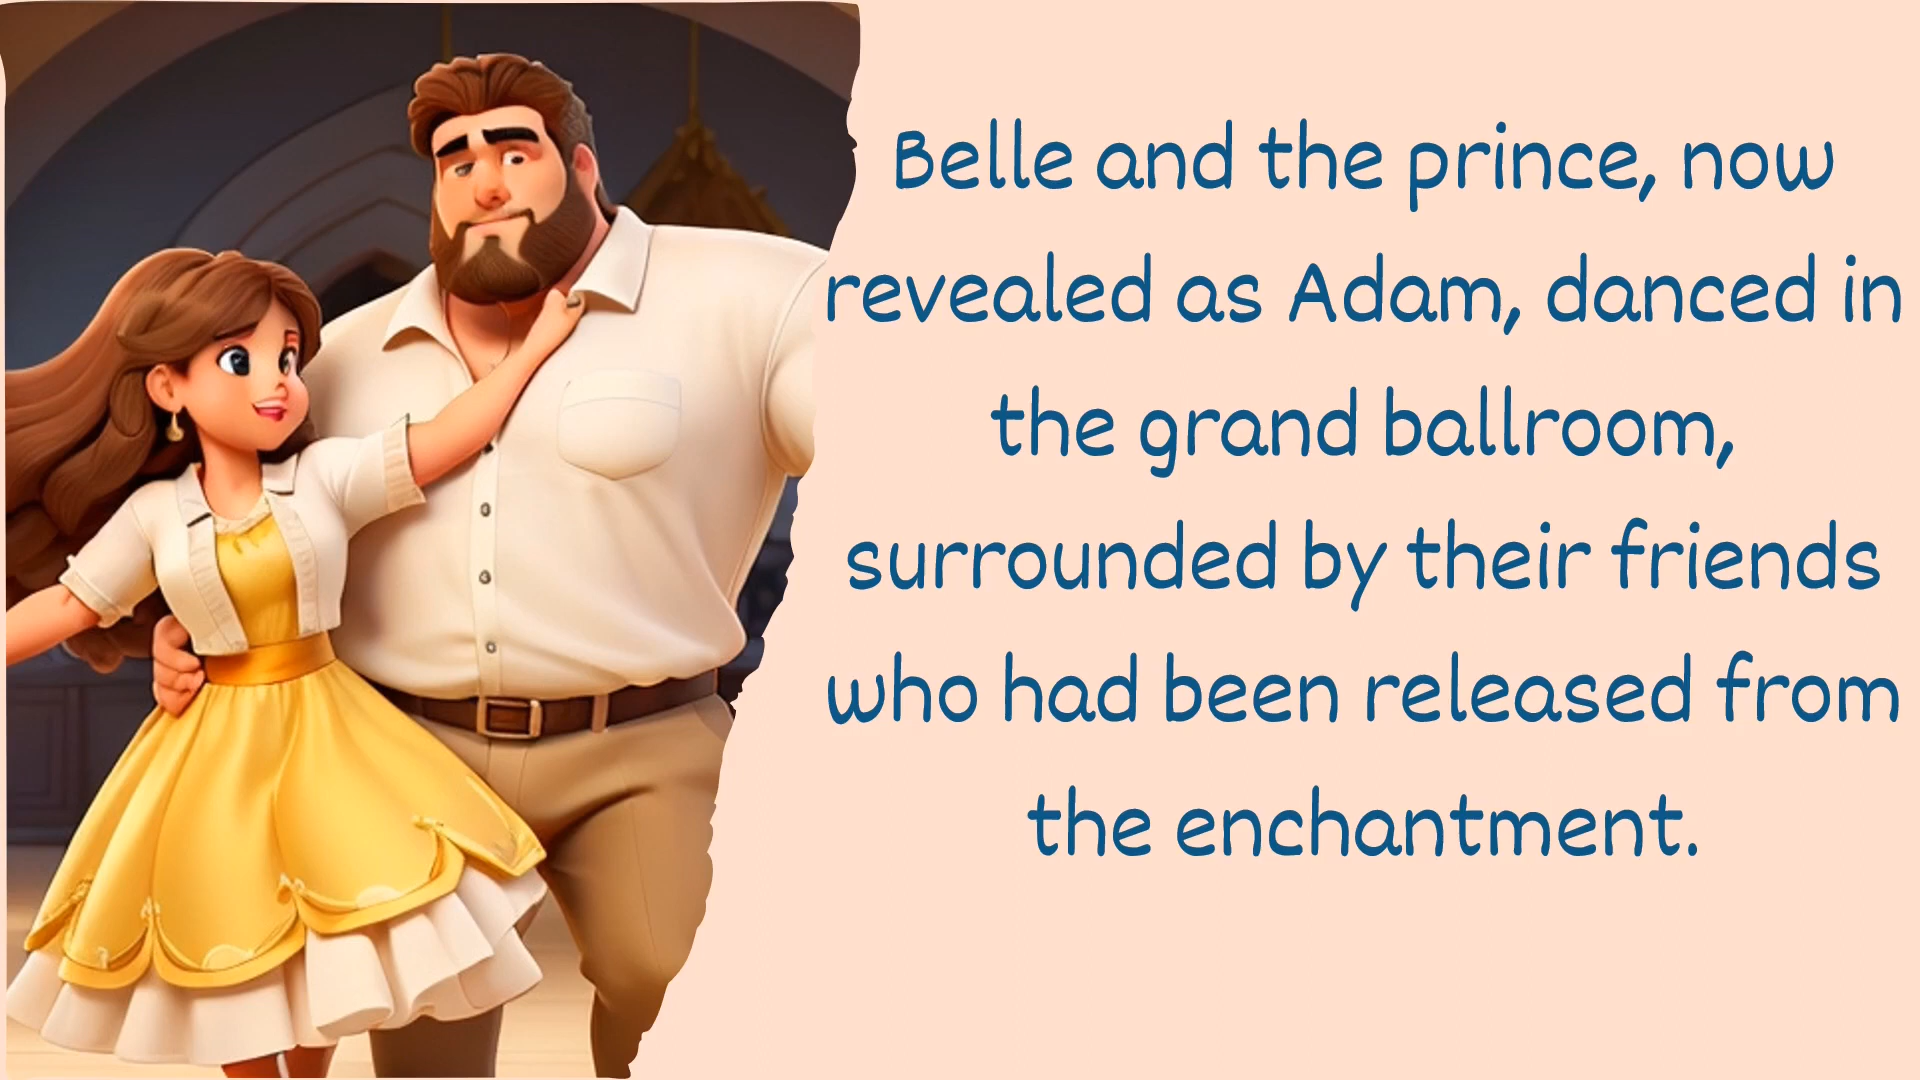 Belle and the prince, now
revealed as Adam, danced in
the grand ballroom,
surrounded by their friends
who had been released from
the enchantment.